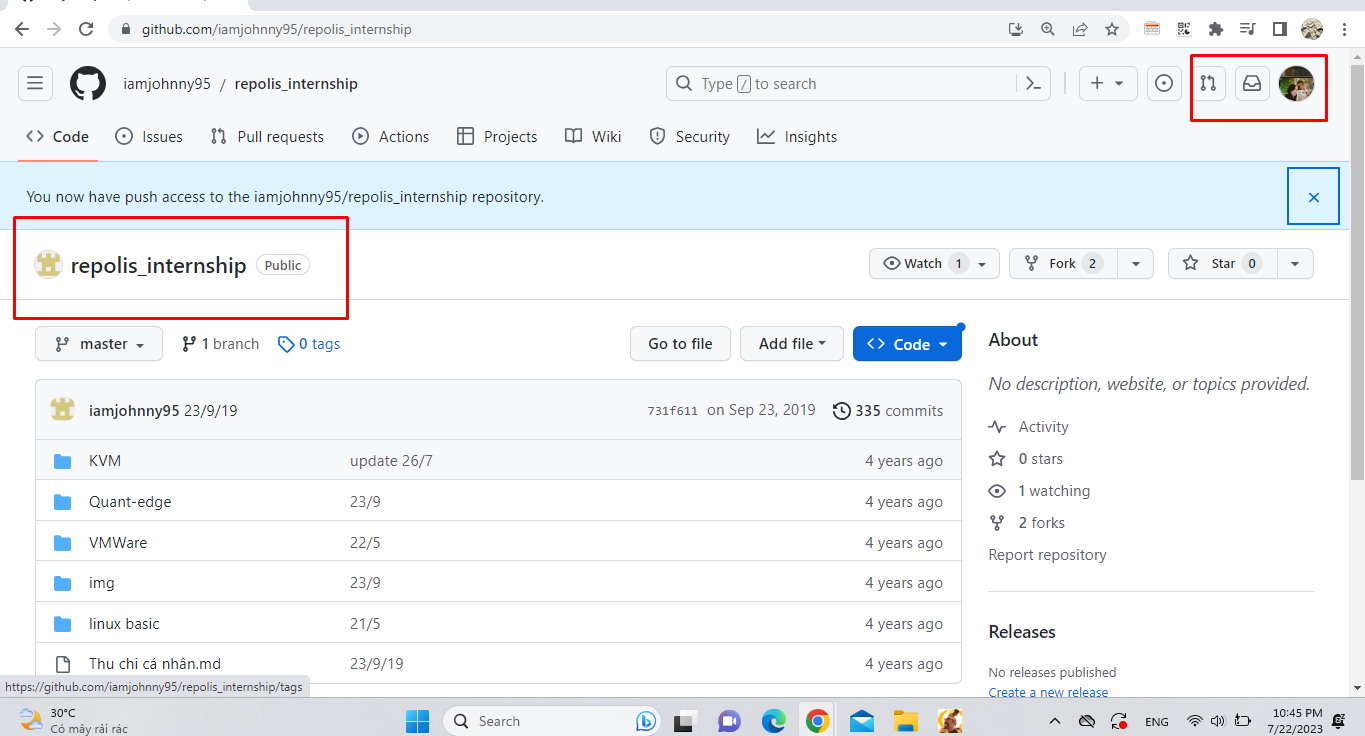 github.com/iamjohnny95/repolis_internship
iamjohnny95 / repolis_internship
Type / to search
Code Issues Pull requests Actions Projects Wiki Security Insights
You now have push access to the iamjohnny95/repolis_internship repository.
repolis_internship Public
Watch 1 Fork 2 Star 0
master 1 branch 0 tags Go to file Add file Code
About
No description, website, or topics provided.
iamjohnny95 23/9/19 731f611 on Sep 23, 2019 335 commits
Activity
KVM update 26/7 4 years ago
0 stars
Quant-edge 23/9 4 years ago
1 watching
VMWare 22/5 4 years ago
2 forks
Report repository
img 23/9 4 years ago
linux basic 21/5 4 years ago
Releases
Thu chi cá nhân.md 23/9/19 4 years ago
No releases published
Create a new release
https://github.com/iamjohnny95/repolis_internship/tags
30°C
Có mây rải rác
Search
ENG
10:45 PM
7/22/2023